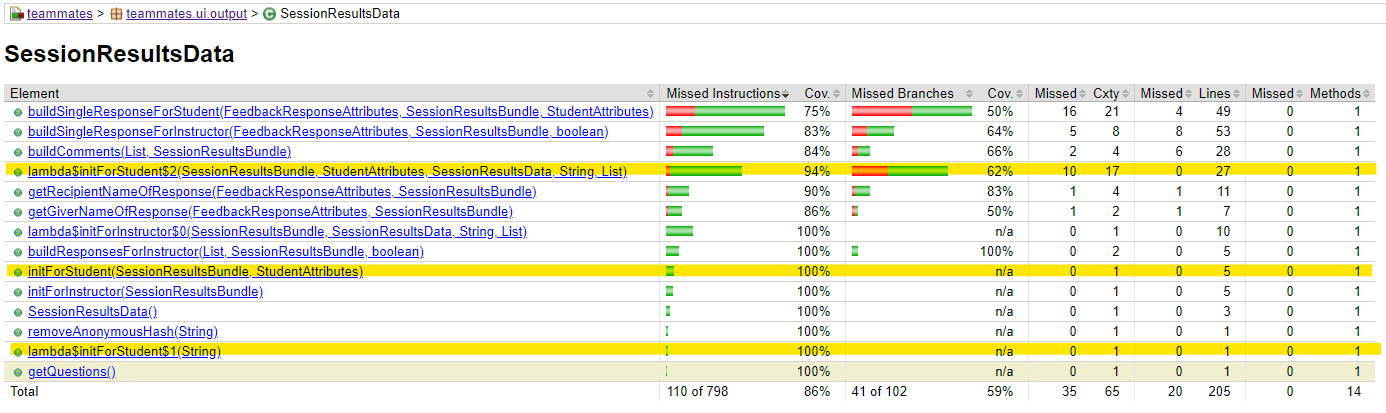 teammates > teammates.ui.output > SessionResultsData
SessionResultsData
Element Missed Instructions Cov. Missed Branches Cov. Missed Cxty Missed Lines Missed Methods
buildSingleResponseForStudent(FeedbackResponseAttributes, SessionResultsBundle, StudentAttributes) 75% 50% 16 21 4 49 0 1
buildSingleResponseForInstructor(FeedbackResponseAttributes, SessionResultsBundle, boolean) 83% 64% 5 8 8 53 0 1
buildComments(List, SessionResultsBundle) 84% 66% 2 4 6 28 0 1
lambda$initForStudent$2(SessionResultsBundle, StudentAttributes, SessionResultsData, String, List) 94% 62% 10 17 0 27 0 1
getRecipientNameOfResponse(FeedbackResponseAttributes, SessionResultsBundle) 90% 83% 1 4 1 11 0 1
getGiverNameOfResponse(FeedbackResponseAttributes, SessionResultsBundle) 86% 50% 1 2 1 7 0 1
lambda$initForInstructor$0(SessionResultsBundle, SessionResultsData, String, List) 100% n/a 0 1 0 10 0 1
buildResponsesForInstructor(List, SessionResultsBundle, boolean) 100% 100% 0 2 0 5 0 1
initForStudent(SessionResultsBundle, StudentAttributes) 100% n/a 0 1 0 5 0 1
initForInstructor(SessionResultsBundle) 100% n/a 0 1 0 5 0 1
SessionResultsData() 100% n/a 0 1 0 3 0 1
removeAnonymousHash(String) 100% n/a 0 1 0 1 0 1
lambda$initForStudent$1(String) 100% n/a 0 1 0 1 0 1
getQuestions() 100% n/a 0 1 0 1 0 1
Total 110 of 798 86% 41 of 102 59% 35 65 20 205 0 14